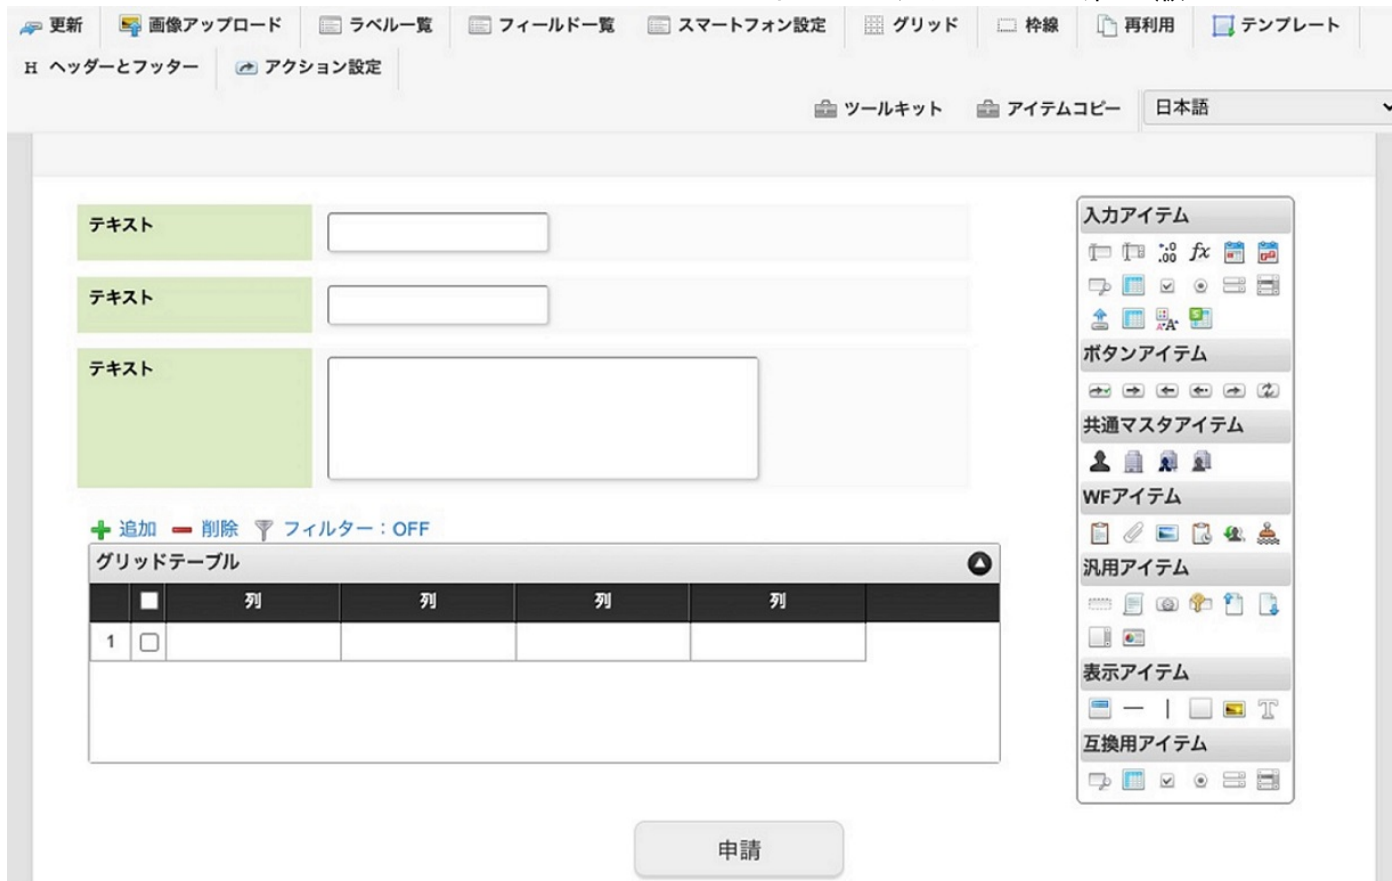 更新 画像アップロード ラベル一覧 フィールド一覧 スマートフォン設定 グリッド 枠線 再利用 テンプレート
H ヘッダーとフッター アクション設定
ツールキット アイテムコピー 日本語
テキスト
テキスト
テキスト
追加 削除 フィルター：OFF
グリッドテーブル
列 列 列 列
1
申請
入力アイテム
.0 .00 fx
ボタンアイテム
共通マスタアイテム
WFアイテム
汎用アイテム
表示アイテム
T
互換用アイテム